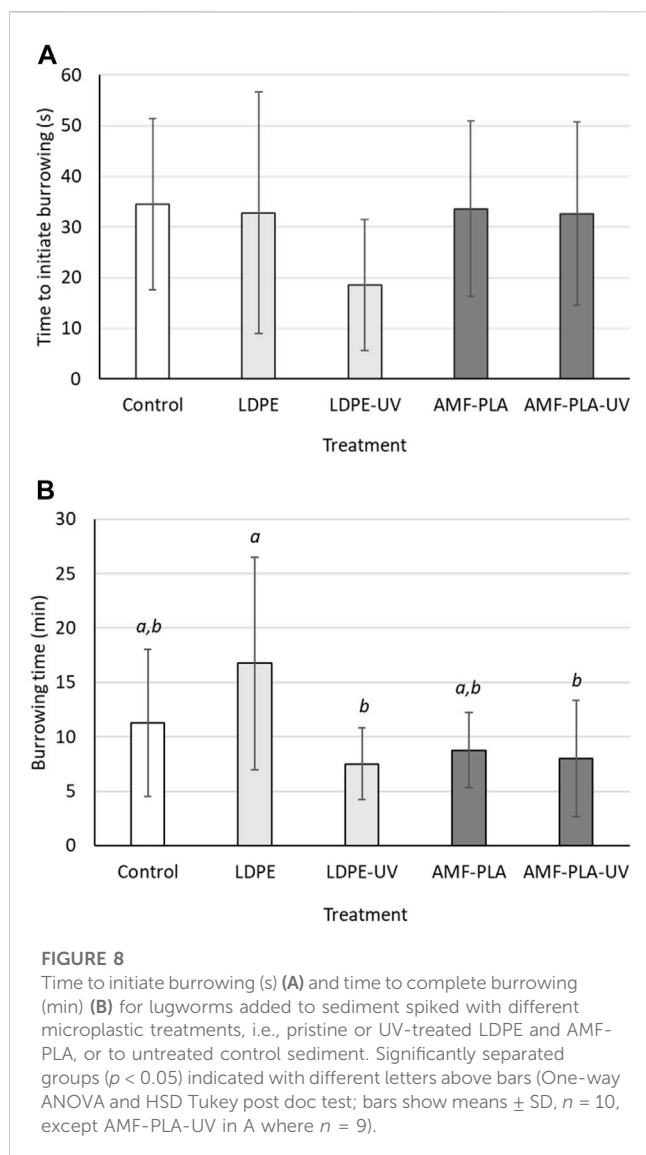 A
60
50
40
30
20
10
0
Time to initiate burrowing (s)
Control LDPE LDPE-UV AMF-PLA AMF-PLA-UV
Treatment
B
30
25
20
15
10
5
0
Burrowing time (min)
a,b
a
b
a,b
b
Control LDPE LDPE-UV AMF-PLA AMF-PLA-UV
Treatment
FIGURE 8
Time to initiate burrowing (s) (A) and time to complete burrowing
(min) (B) for lugworms added to sediment spiked with different
microplastic treatments, i.e., pristine or UV-treated LDPE and AMF-
PLA, or to untreated control sediment. Significantly separated
groups (p < 0.05) indicated with different letters above bars (One-way
ANOVA and HSD Tukey post doc test; bars show means ± SD, n = 10,
except AMF-PLA-UV in A where n = 9).